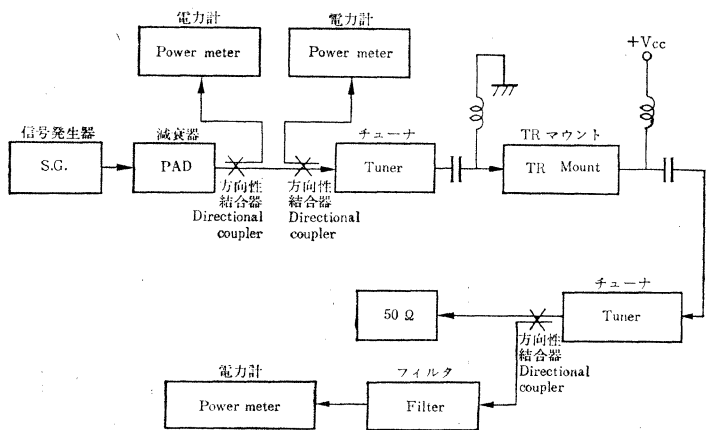 電力計
Power meter
電力計
Power meter
+Vcc
信号発生器
S.G.
減衰器
PAD
方向性
結合器
Directional
coupler
方向性
結合器
Directional
coupler
チューナ
Tuner
TRマウント
TR Mount
チューナ
Tuner
50 Ω
方向性
結合器
Directional
coupler
電力計
Power meter
フィルタ
Filter